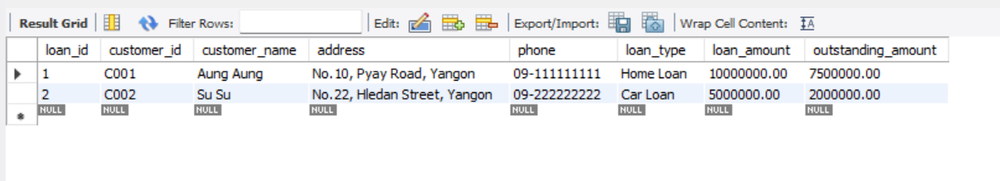 Result Grid Filter Rows: Edit: Export/Import: Wrap Cell Content: IA
loan_id customer_id customer_name address phone loan_type loan_amount outstanding_amount
1 C001 Aung Aung No.10, Pyay Road, Yangon 09-111111111 Home Loan 10000000.00 7500000.00
2 C002 Su Su No.22, Hledan Street, Yangon 09-222222222 Car Loan 5000000.00 2000000.00
NULL NULL NULL NULL NULL NULL NULL NULL